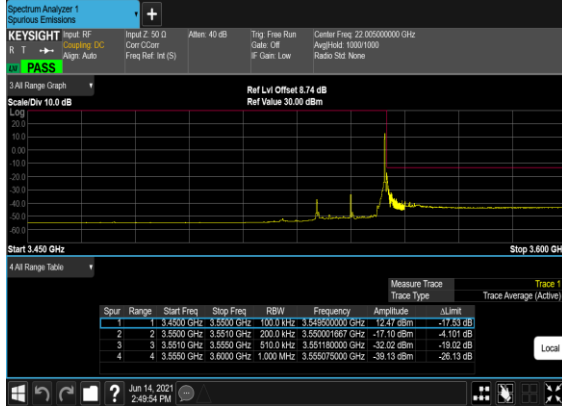 Spectrum Analyzer 1
Spurious Emissions
+
KEYSIGHT Input: RF Input Z: 50 Ω Atten: 40 dB Trig: Free Run Center Freq: 22.005000000 GHz
R T Coupling: DC Corr CCorr Gate: Off Avg|Hold: 1000/1000
Align: Auto Freq Ref: Int (S) IF Gain: Low Radio Std: None
LXI PASS
3 All Range Graph
Ref Lvl Offset 8.74 dB
Scale/Div 10.0 dB Ref Value 30.00 dBm
Log
20.0
10.0
0.00
-10.0
-20.0
-30.0
-40.0
-50.0
-60.0
Start 3.450 GHz Stop 3.600 GH
4 All Range Table
Measure Trace Trace 1
Trace Type Trace Average (Active)
Spur Range Start Freq Stop Freq RBW Frequency Amplitude ΔLimit
1 1 3.4500 GHz 3.5500 GHz 100.0 kHz 3.549500000 GHz 12.47 dBm -17.53 dB
2 2 3.5500 GHz 3.5510 GHz 200.0 kHz 3.550001667 GHz -17.10 dBm -4.101 dB
3 3 3.5510 GHz 3.5550 GHz 510.0 kHz 3.551180000 GHz -32.02 dBm -19.02 dB
4 4 3.5550 GHz 3.6000 GHz 1.000 MHz 3.555075000 GHz -39.13 dBm -26.13 dB
Local
?
Jun 14, 2021
2:49:54 PM